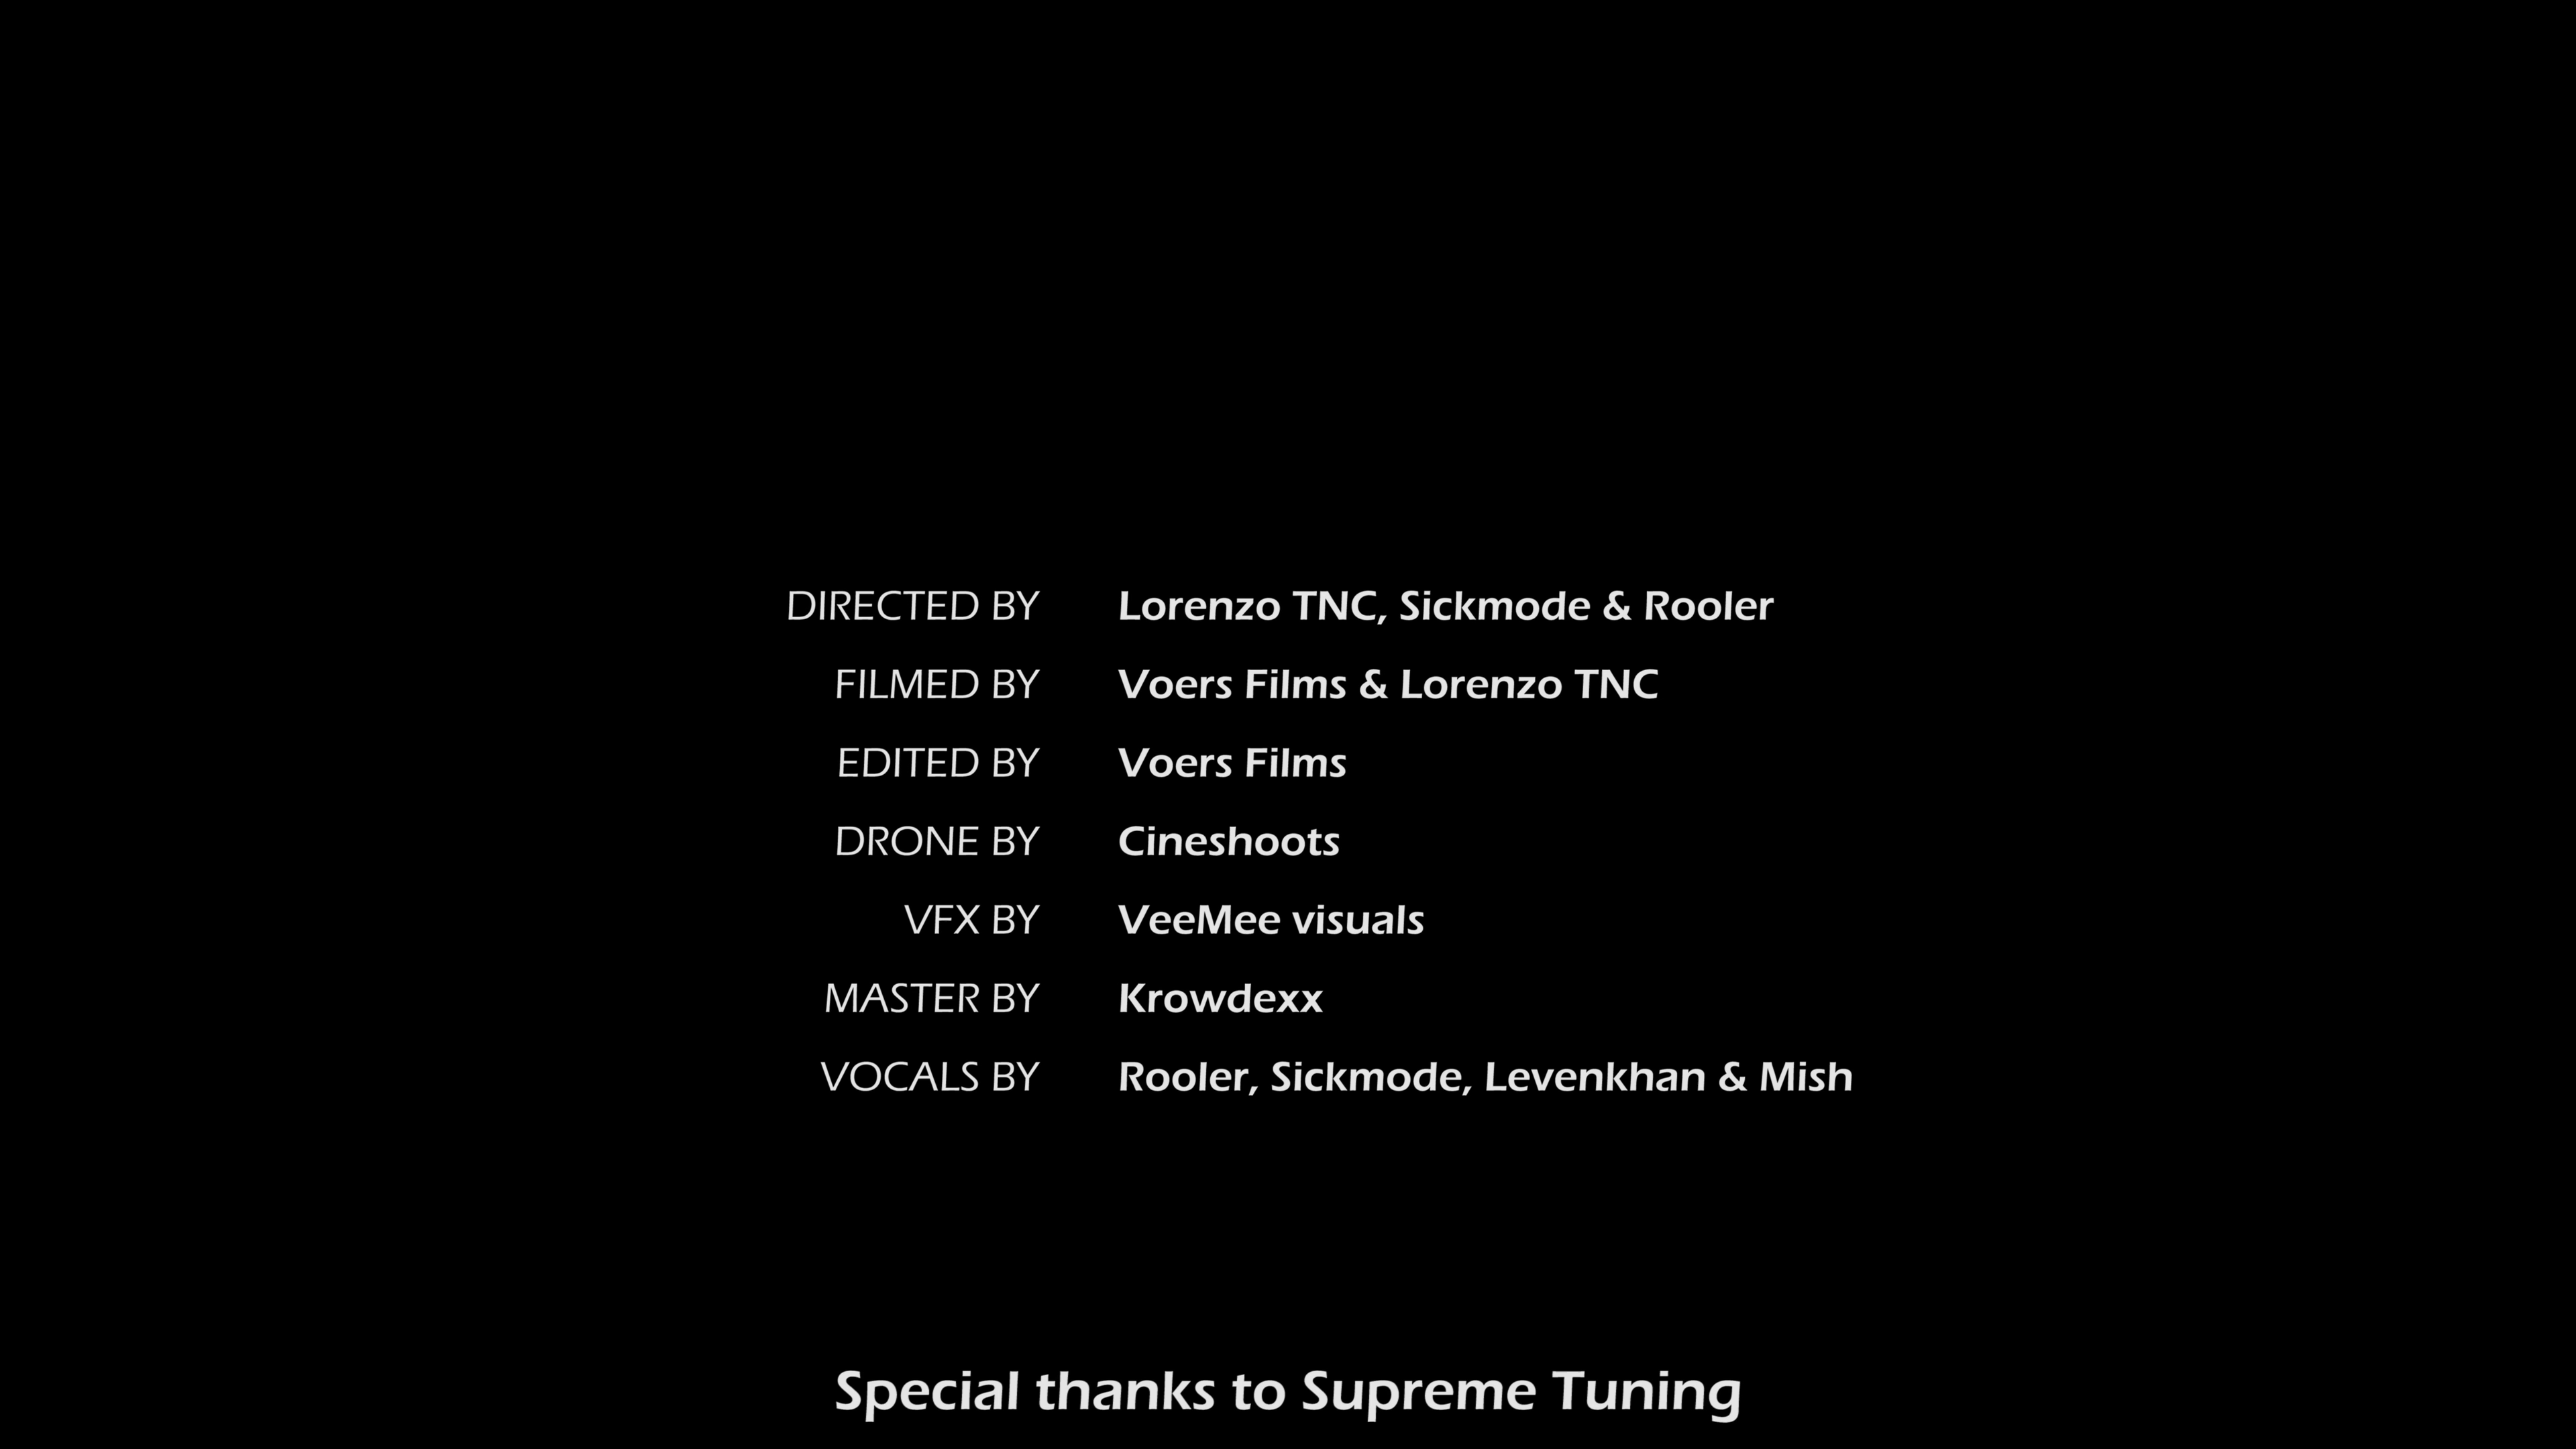 DIRECTED BY Lorenzo TNC, Sickmode & Rooler
FILMED BY Voers Films & Lorenzo TNC
EDITED BY Voers Films
DRONE BY Cineshoots
VFX BY VeeMee visuals
MASTER BY Krowdexx
VOCALS BY Rooler, Sickmode, Levenkhan & Mish
Special thanks to Supreme Tuning